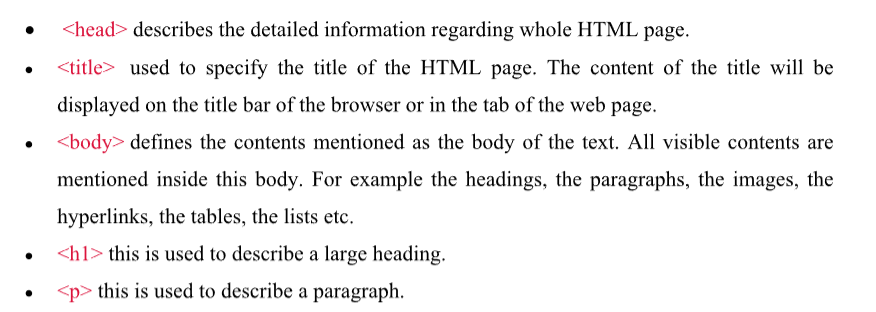 • <head> describes the detailed information regarding whole HTML page.
• <title> used to specify the title of the HTML page. The content of the title will be
displayed on the title bar of the browser or in the tab of the web page.
• <body> defines the contents mentioned as the body of the text. All visible contents are
mentioned inside this body. For example the headings, the paragraphs, the images, the
hyperlinks, the tables, the lists etc.
• <h1> this is used to describe a large heading.
• <p> this is used to describe a paragraph.